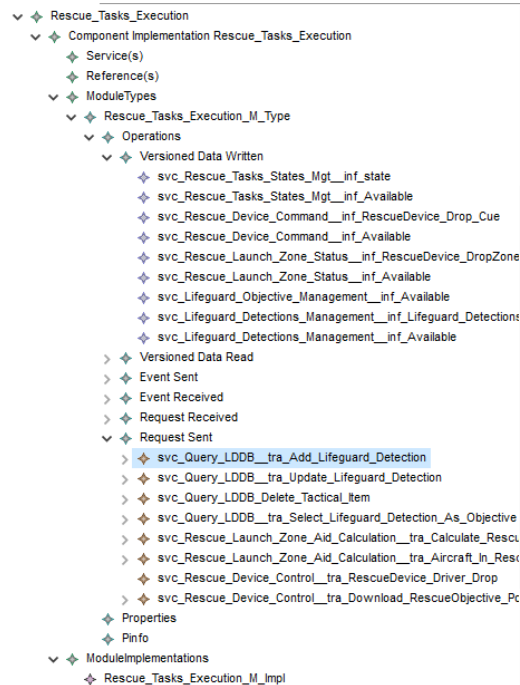 Rescue_Tasks_Execution
Component Implementation Rescue_Tasks_Execution
Service(s)
Reference(s)
ModuleTypes
Rescue_Tasks_Execution_M_Type
Operations
Versioned Data Written
svc_Rescue_Tasks_States_Mgt__inf_state
svc_Rescue_Tasks_States_Mgt__inf_Available
svc_Rescue_Device_Command__inf_RescueDevice_Drop_Cue
svc_Rescue_Device_Command__inf_Available
svc_Rescue_Launch_Zone_Status__inf_RescueDevice_DropZone
svc_Rescue_Launch_Zone_Status__inf_Available
svc_Lifeguard_Objective_Management__inf_Available
svc_Lifeguard_Detections_Management__inf_Lifeguard_Detections
svc_Lifeguard_Detections_Management__inf_Available
Versioned Data Read
Event Sent
Event Received
Request Received
Request Sent
svc_Query_LDDB__tra_Add_Lifeguard_Detection
svc_Query_LDDB__tra_Update_Lifeguard_Detection
svc_Query_LDDB_Delete_Tactical_Item
svc_Query_LDDB__tra_Select_Lifeguard_Detection_As_Objective
svc_Rescue_Launch_Zone_Aid_Calculation__tra_Calculate_Rescu
svc_Rescue_Launch_Zone_Aid_Calculation__tra_Aircraft_In_Resc
svc_Rescue_Device_Control__tra_RescueDevice_Driver_Drop
svc_Rescue_Device_Control__tra_Download_RescueObjective_Po
Properties
Pinfo
ModuleImplementations
Rescue_Tasks_Execution_M_Impl